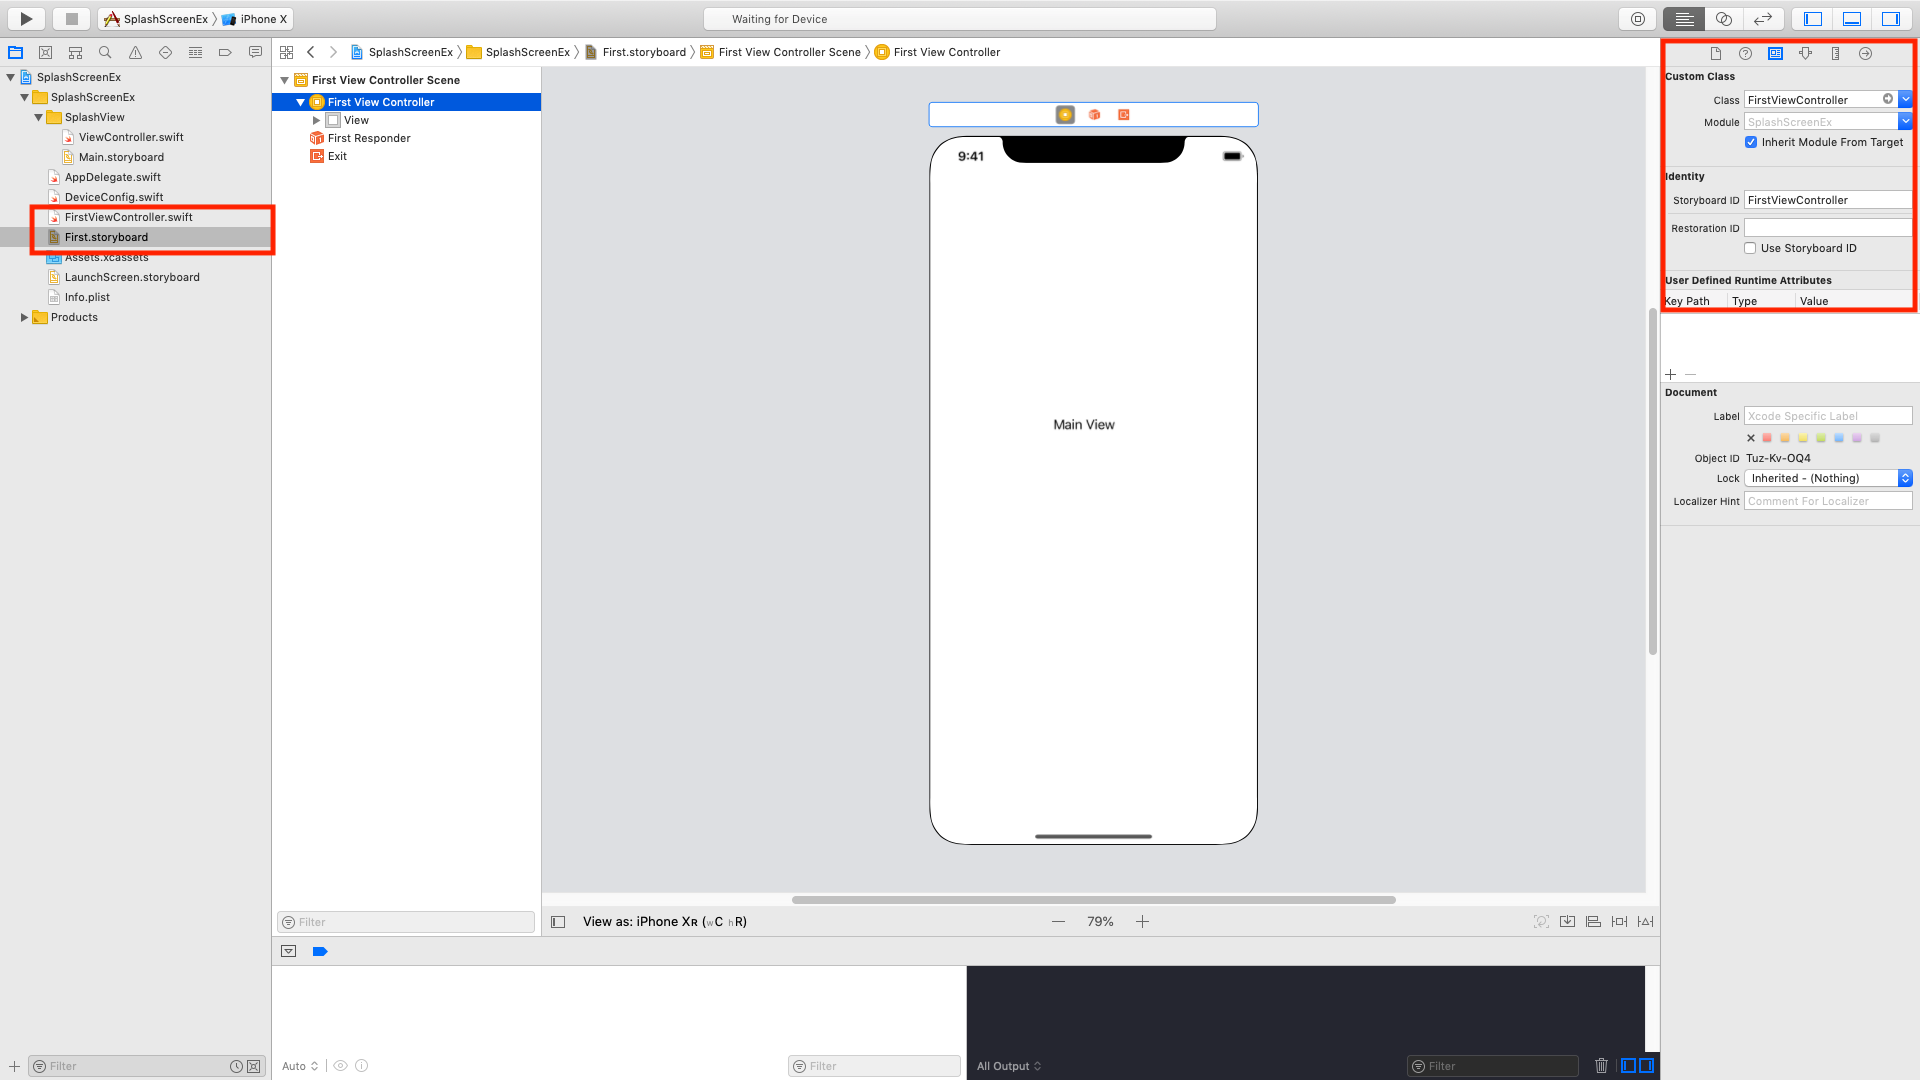 SplashScreenEx
iPhone X
Waiting for Device
SplashScreenEx
SplashScreenEx
SplashView
ViewController.swift
Main.storyboard
AppDelegate.swift
DeviceConfig.swift
FirstViewController.swift
First.storyboard
Assets.xcassets
LaunchScreen.storyboard
Info.plist
Products
Filter
SplashScreenEx
SplashScreenEx
First.storyboard
First View Controller Scene
First View Controller
First View Controller Scene
First View Controller
View
First Responder
Exit
Filter
9:41
Main View
View as: iPhone XR (wC hR)
79%
Auto
Filter
All Output
Filter
Custom Class
Class FirstViewController
Module SplashScreenEx
Inherit Module From Target
Identity
Storyboard ID FirstViewController
Restoration ID
Use Storyboard ID
User Defined Runtime Attributes
Key Path Type Value
Document
Label Xcode Specific Label
Object ID Tuz-Kv-OQ4
Lock Inherited - (Nothing)
Localizer Hint Comment For Localizer